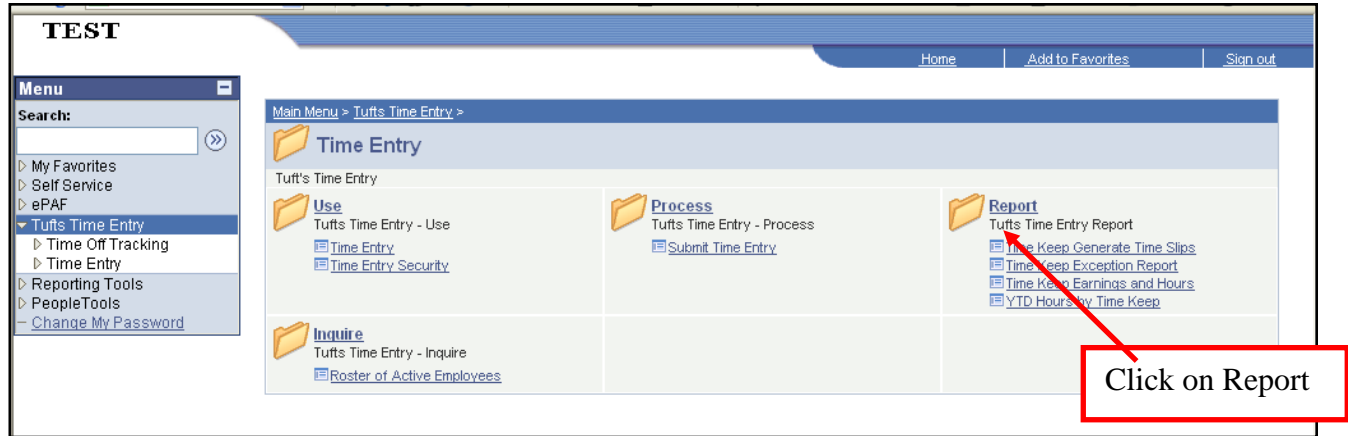 TEST
Home
Add to Favorites
Sign out
Menu
Search:
My Favorites
Self Service
ePAF
Tufts Time Entry
Time Off Tracking
Time Entry
Reporting Tools
PeopleTools
Change My Password
Main Menu > Tufts Time Entry >
Time Entry
Tuft's Time Entry
Use
Tufts Time Entry - Use
Time Entry
Time Entry Security
Process
Tufts Time Entry - Process
Submit Time Entry
Report
Tufts Time Entry Report
Time Keep Generate Time Slips
Time Keep Exception Report
Time Keep Earnings and Hours
YTD Hours by Time Keep
Inquire
Tufts Time Entry - Inquire
Roster of Active Employees
Click on Report